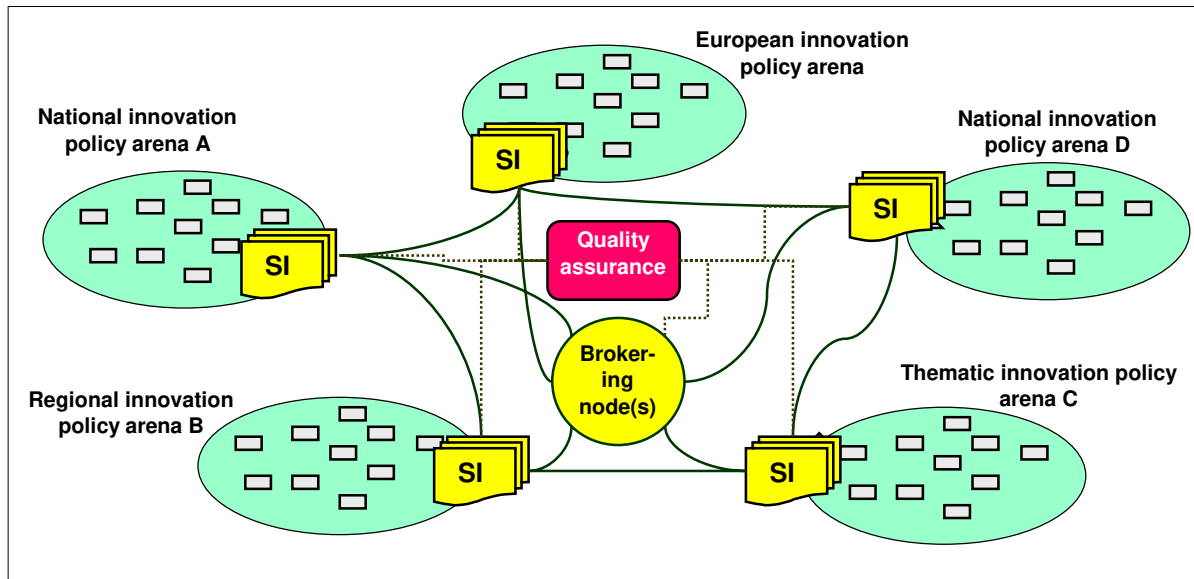 European innovation
policy arena
National innovation
policy arena A
National innovation
policy arena D
SI
SI
SI
Quality
assurance
Broker-
ing
node(s)
Regional innovation
policy arena B
Thematic innovation policy
arena C
SI
SI